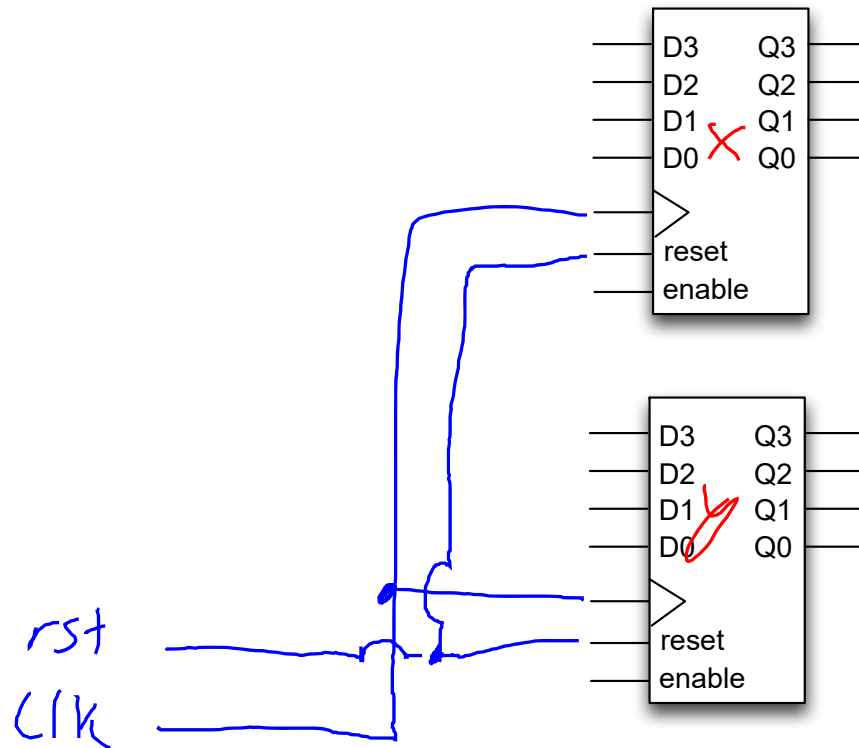 D3 Q3
D2 Q2
D1 Q1
D0 X Q0
reset
enable
D3 Q3
D2 Q2
D1 Y Q1
D0 Q0
rst
reset
enable
Clk